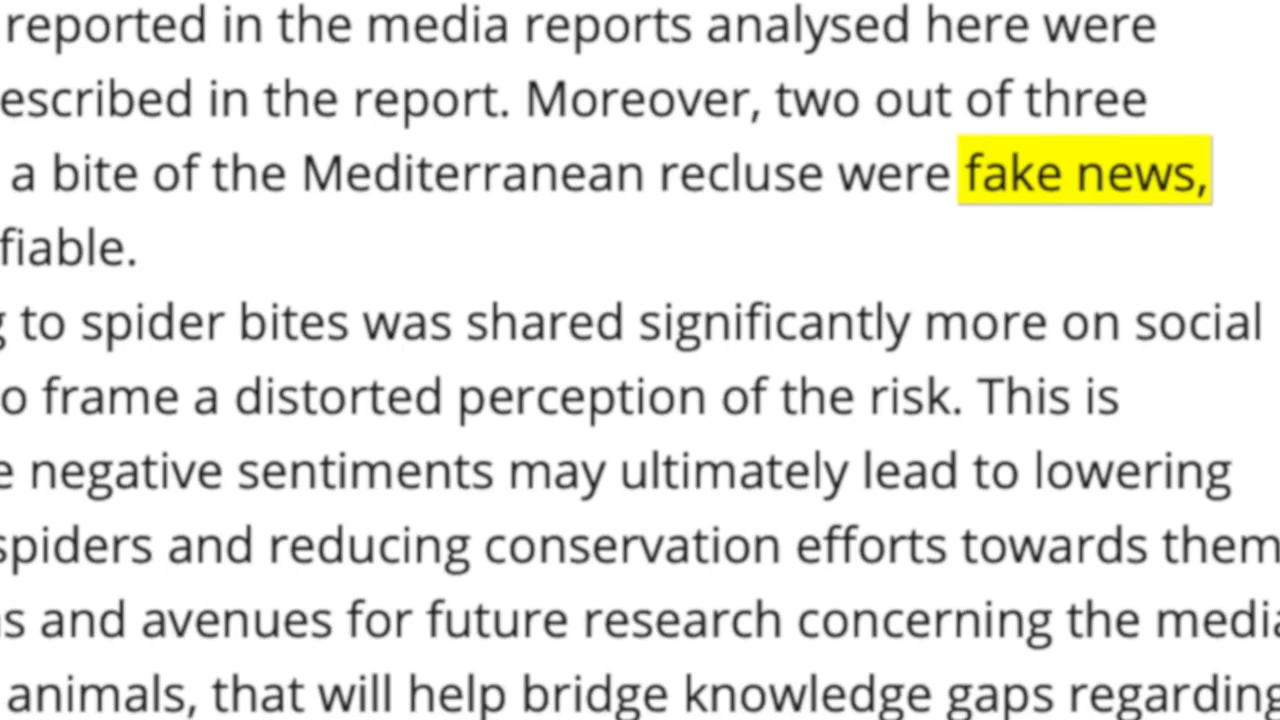 reported in the media reports analysed here were
escribed in the report. Moreover, two out of three
a bite of the Mediterranean recluse were fake news,
fiable.
g to spider bites was shared significantly more on social
o frame a distorted perception of the risk. This is
e negative sentiments may ultimately lead to lowering
spiders and reducing conservation efforts towards them
s and avenues for future research concerning the media
animals, that will help bridge knowledge gaps regarding